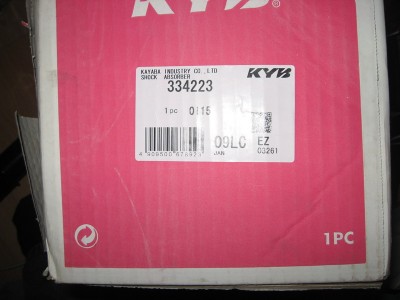 KYB®
KAYABA INDUSTRY CO.,LTD
SHOCK ABSORBER
KYB
334223
1pc 0115
09LC EZ
JAN 03261
1PC